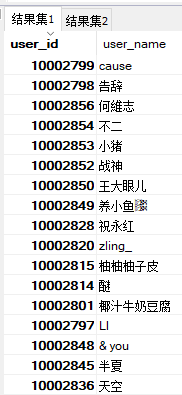 结果集1 结果集2
user_id user_name
10002799 cause
10002798 告辞
10002856 何维志
10002854 不二
10002853 小猪
10002852 战神
10002850 王大眼儿
10002849 养小鱼
10002828 祝永红
10002820 zling_
10002815 柚柚柚子皮
10002814 醚
10002801 椰汁牛奶豆腐
10002797 LI
10002848 & you
10002845 半夏
10002836 天空